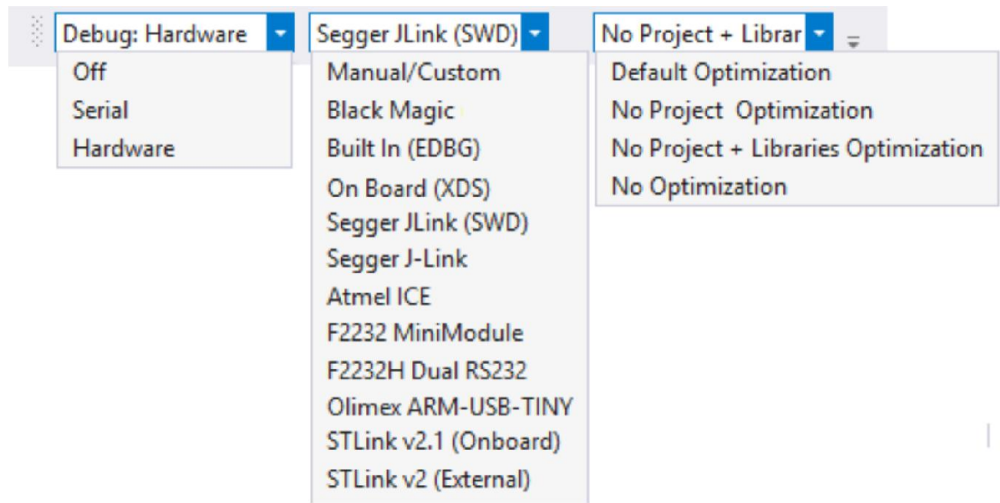 Debug: Hardware
Off
Serial
Hardware
Segger JLink (SWD)
Manual/Custom
Black Magic
Built In (EDBG)
On Board (XDS)
Segger JLink (SWD)
Segger J-Link
Atmel ICE
F2232 MiniModule
F2232H Dual RS232
Olimex ARM-USB-TINY
STLink v2.1 (Onboard)
STLink v2 (External)
No Project + Librar
Default Optimization
No Project  Optimization
No Project + Libraries Optimization
No Optimization